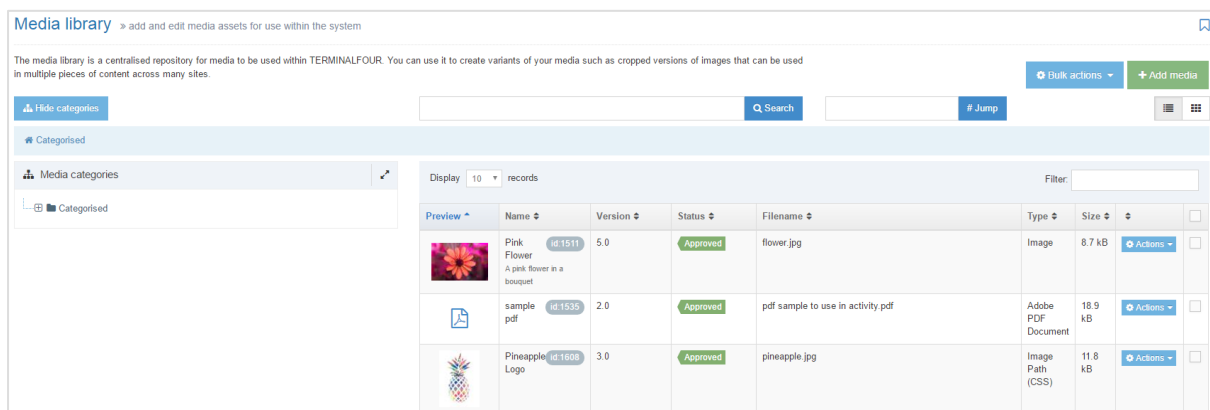 Media library » add and edit media assets for use within the system
The media library is a centralised repository for media to be used within TERMINALFOUR. You can use it to create variants of your media such as cropped versions of images that can be used
in multiple pieces of content across many sites.
Bulk actions
+ Add media
Hide categories
Search
# Jump
Categorised
Media categories
Categorised
Display 10 records
Filter:
Preview Name Version Status Filename Type Size
Pink id:1511 5.0 Approved flower.jpg Image 8.7 kB Actions
Flower
A pink flower in a
bouquet
sample id:1535 2.0 Approved pdf sample to use in activity.pdf Adobe 18.9 Actions
pdf PDF kB
Document
Pineapple id:1608 3.0 Approved pineapple.jpg Image 11.8 Actions
Logo Path kB
(CSS)